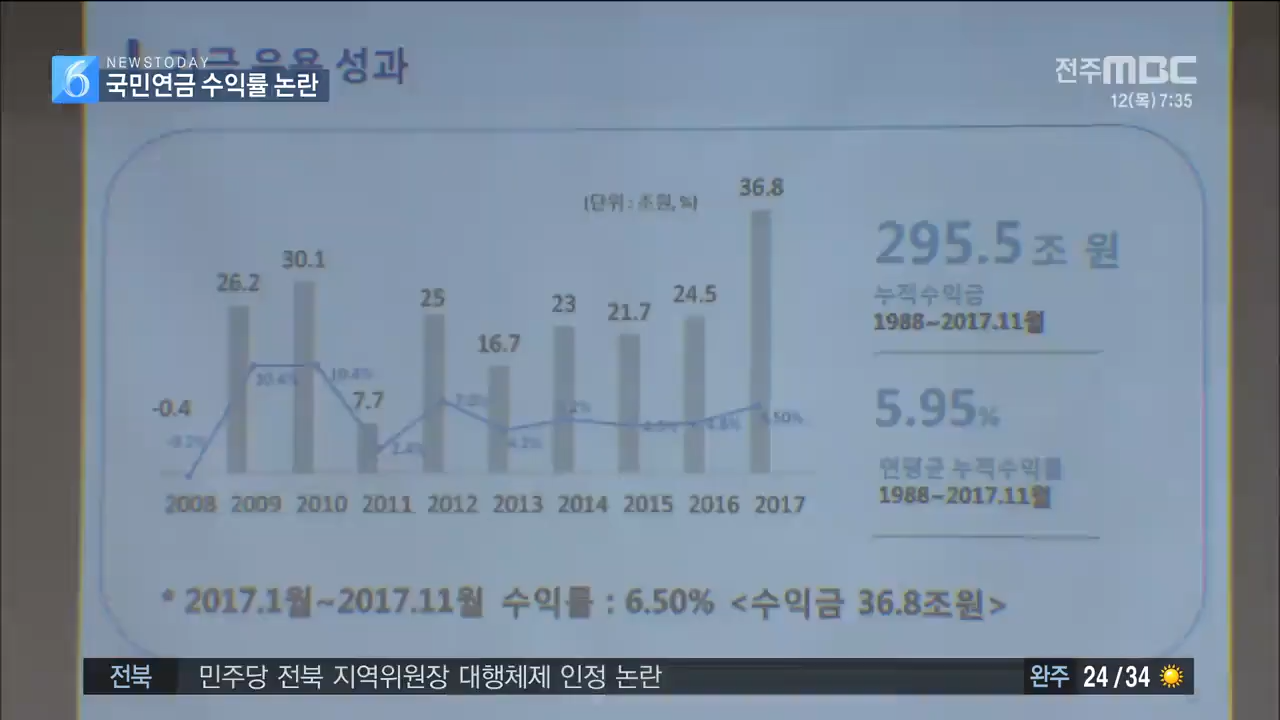 NEWSTODAY
6 국민연금 수익률 논란
성과
전주MBC
12(목) 7:35
(단위 : 조원, %)
-0.4
26.2
30.1
7.7
25
16.7
23
21.7
24.5
36.8
10.4%
2008 2009 2010 2011 2012 2013 2014 2015 2016 2017
295.5조 원
누적수익금
1988~2017.11월
5.95%
연평균 누적수익률
1988~2017.11월
* 2017.1월~2017.11월 수익률 : 6.50% <수익금 36.8조원>
전북 민주당 전북 지역위원장 대행체제 인정 논란
완주 24/34